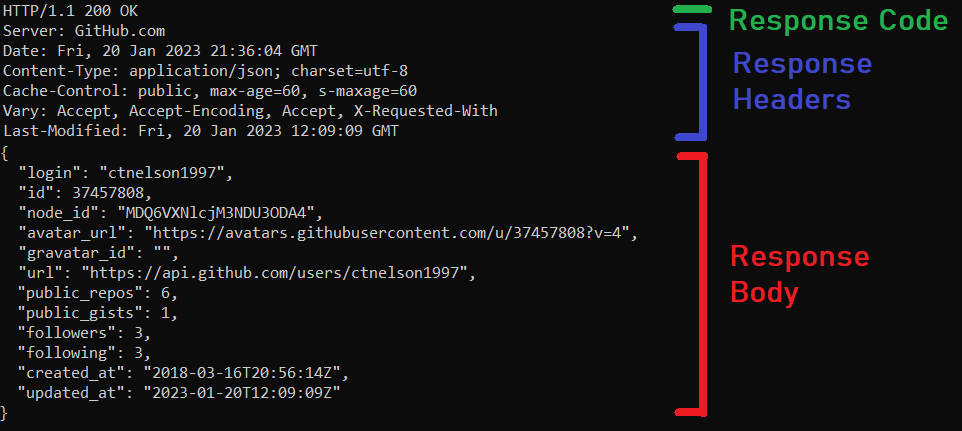 HTTP/1.1 200 OK
Server: GitHub.com
Date: Fri, 20 Jan 2023 21:36:04 GMT
Content-Type: application/json; charset=utf-8
Cache-Control: public, max-age=60, s-maxage=60
Vary: Accept, Accept-Encoding, Accept, X-Requested-With
Last-Modified: Fri, 20 Jan 2023 12:09:09 GMT
{
  "login": "ctnelson1997",
  "id": 37457808,
  "node_id": "MDQ6VXNlcjM3NDU3ODA4",
  "avatar_url": "https://avatars.githubusercontent.com/u/37457808?v=4",
  "gravatar_id": "",
  "url": "https://api.github.com/users/ctnelson1997",
  "public_repos": 6,
  "public_gists": 1,
  "followers": 3,
  "following": 3,
  "created_at": "2018-03-16T20:56:14Z",
  "updated_at": "2023-01-20T12:09:09Z"
}
Response Code
Response
Headers
Response
Body